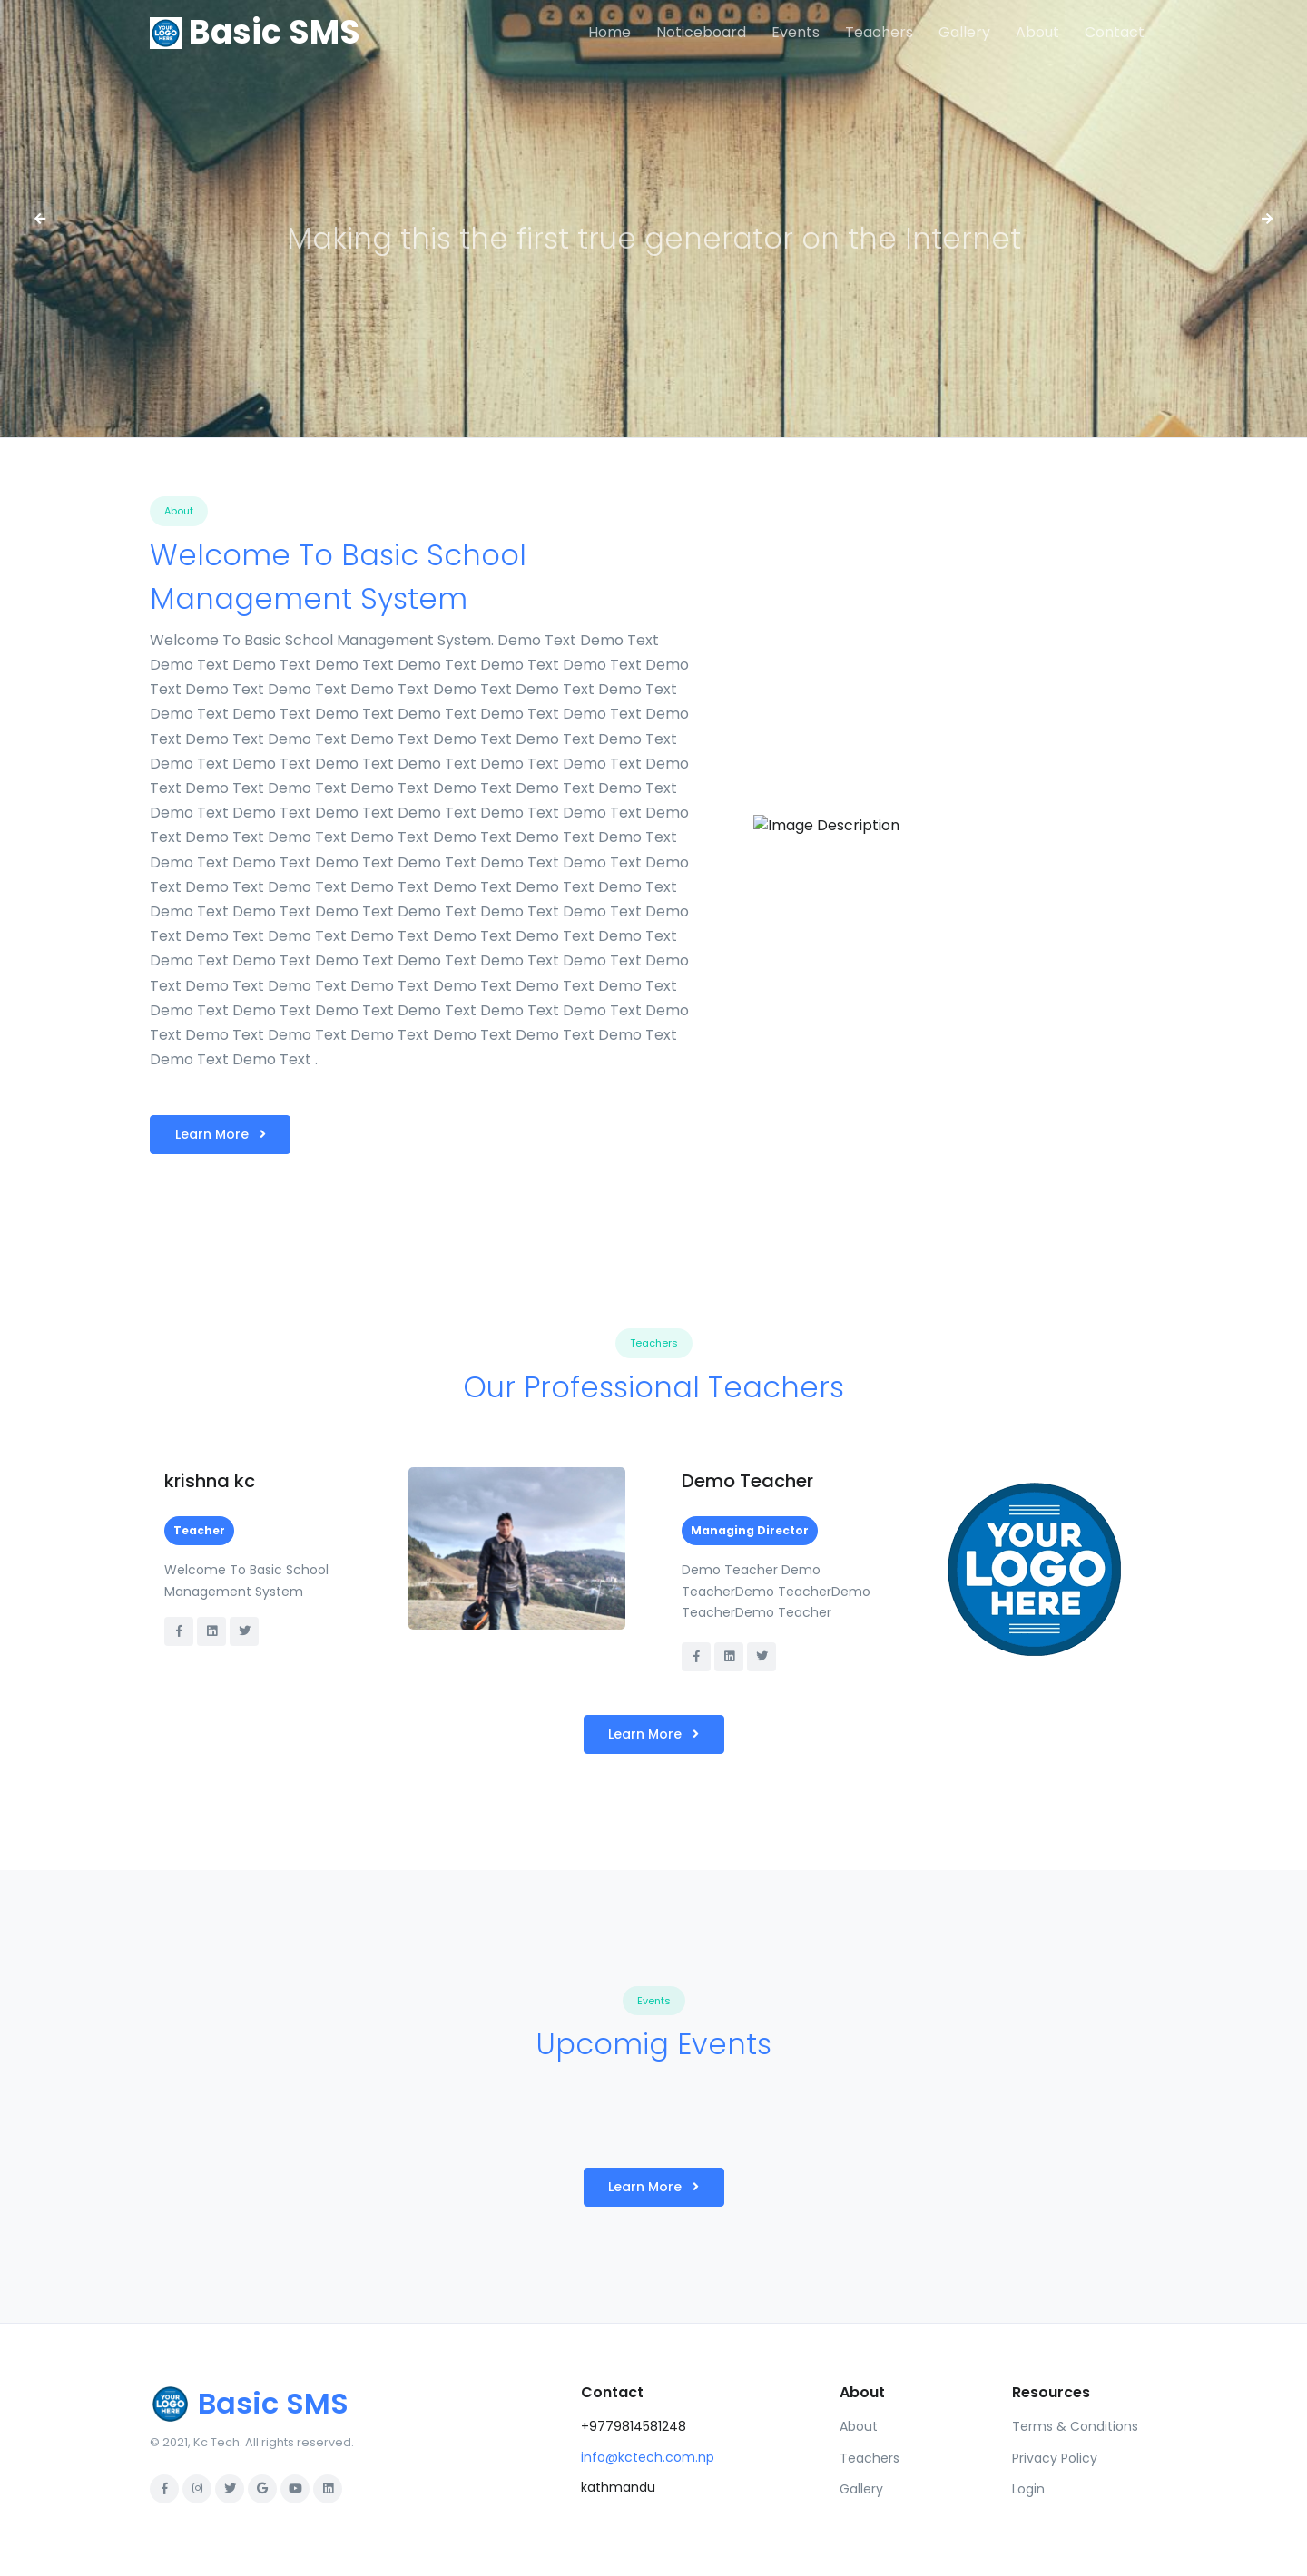 YOUR LOGO HERE Basic SMS
Home Noticeboard Events Teachers Gallery About Contact
Making this the first true generator on the Internet
About
Welcome To Basic School
Management System
Welcome To Basic School Management System. Demo Text Demo Text
Demo Text Demo Text Demo Text Demo Text Demo Text Demo Text Demo
Text Demo Text Demo Text Demo Text Demo Text Demo Text Demo Text
Demo Text Demo Text Demo Text Demo Text Demo Text Demo Text Demo
Text Demo Text Demo Text Demo Text Demo Text Demo Text Demo Text
Demo Text Demo Text Demo Text Demo Text Demo Text Demo Text Demo
Text Demo Text Demo Text Demo Text Demo Text Demo Text Demo Text
Demo Text Demo Text Demo Text Demo Text Demo Text Demo Text Demo
Text Demo Text Demo Text Demo Text Demo Text Demo Text Demo Text
Demo Text Demo Text Demo Text Demo Text Demo Text Demo Text Demo
Text Demo Text Demo Text Demo Text Demo Text Demo Text Demo Text
Demo Text Demo Text Demo Text Demo Text Demo Text Demo Text Demo
Text Demo Text Demo Text Demo Text Demo Text Demo Text Demo Text
Demo Text Demo Text Demo Text Demo Text Demo Text Demo Text Demo
Text Demo Text Demo Text Demo Text Demo Text Demo Text Demo Text
Demo Text Demo Text Demo Text Demo Text Demo Text Demo Text Demo
Text Demo Text Demo Text Demo Text Demo Text Demo Text Demo Text
Demo Text Demo Text .
Image Description
Learn More
Teachers
Our Professional Teachers
krishna kc
Teacher
Welcome To Basic School
Management System
Demo Teacher
Managing Director
Demo Teacher Demo
TeacherDemo TeacherDemo
TeacherDemo Teacher
YOUR
LOGO
HERE
Learn More
Events
Upcomig Events
Learn More
YOUR LOGO HERE Basic SMS
© 2021, Kc Tech. All rights reserved.
Contact
+9779814581248
info@kctech.com.np
kathmandu
About
About
Teachers
Gallery
Resources
Terms & Conditions
Privacy Policy
Login